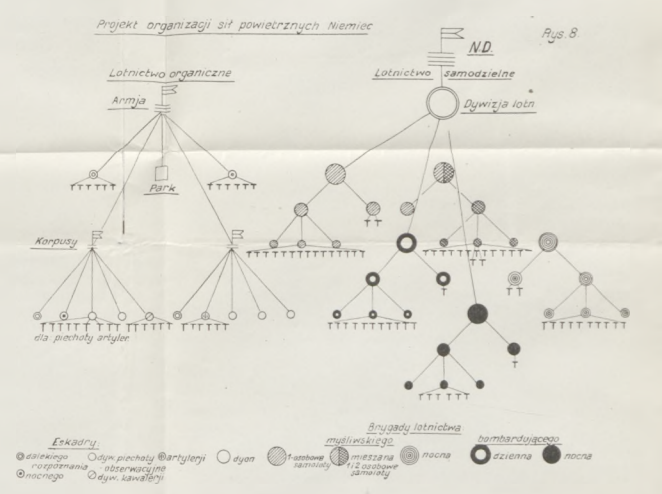 Projekt organizacji sił powietrznych Niemiec
Rys. 8.
N.D.
Lotnictwo organiczne
Lotnictwo samodzielne
Armja
Dywizja lotn.
Park
Korpusy
dla: piechoty artyler.
Eskadry:
dalekiego rozpoznania
nocnego
dyw. piechoty
obserwacyjne
dyw. kawalerji
artylerji
dyon
Brygady lotnictwa:
myśliwskiego
bombardującego
1-osobowe samoloty
mieszana 1 i 2 osobowe samoloty
nocna
dzienna
nocna